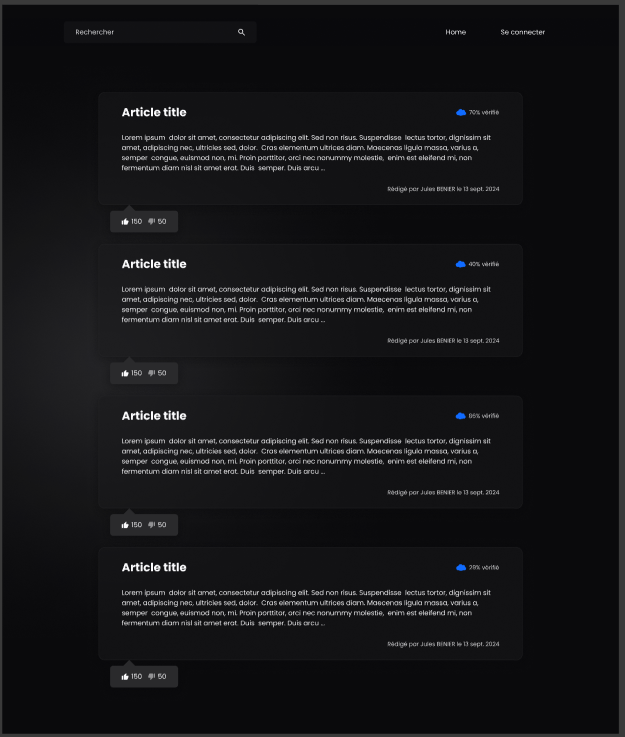 Rechercher
Home
Se connecter
Article title
70% vérifié
Lorem ipsum dolor sit amet, consectetur adipiscing elit. Sed non risus. Suspendisse lectus tortor, dignissim sit
amet, adipiscing nec, ultricies sed, dolor. Cras elementum ultrices diam. Maecenas ligula massa, varius a,
semper congue, euismod non, mi. Proin porttitor, orci nec nonummy molestie, enim est eleifend mi, non
fermentum diam nisl sit amet erat. Duis semper. Duis arcu ...
Rédigé par Jules BENIER le 13 sept. 2024
150 50
Article title
40% vérifié
Lorem ipsum dolor sit amet, consectetur adipiscing elit. Sed non risus. Suspendisse lectus tortor, dignissim sit
amet, adipiscing nec, ultricies sed, dolor. Cras elementum ultrices diam. Maecenas ligula massa, varius a,
semper congue, euismod non, mi. Proin porttitor, orci nec nonummy molestie, enim est eleifend mi, non
fermentum diam nisl sit amet erat. Duis semper. Duis arcu ...
Rédigé par Jules BENIER le 13 sept. 2024
150 50
Article title
86% vérifié
Lorem ipsum dolor sit amet, consectetur adipiscing elit. Sed non risus. Suspendisse lectus tortor, dignissim sit
amet, adipiscing nec, ultricies sed, dolor. Cras elementum ultrices diam. Maecenas ligula massa, varius a,
semper congue, euismod non, mi. Proin porttitor, orci nec nonummy molestie, enim est eleifend mi, non
fermentum diam nisl sit amet erat. Duis semper. Duis arcu ...
Rédigé par Jules BENIER le 13 sept. 2024
150 50
Article title
29% vérifié
Lorem ipsum dolor sit amet, consectetur adipiscing elit. Sed non risus. Suspendisse lectus tortor, dignissim sit
amet, adipiscing nec, ultricies sed, dolor. Cras elementum ultrices diam. Maecenas ligula massa, varius a,
semper congue, euismod non, mi. Proin porttitor, orci nec nonummy molestie, enim est eleifend mi, non
fermentum diam nisl sit amet erat. Duis semper. Duis arcu ...
Rédigé par Jules BENIER le 13 sept. 2024
150 50